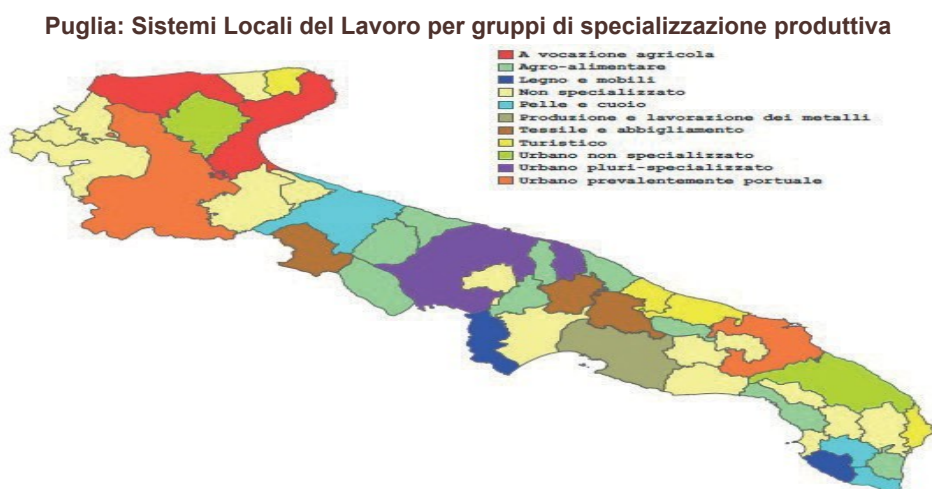 Puglia: Sistemi Locali del Lavoro per gruppi di specializzazione produttiva
A vocazione agricola
Agro-alimentare
Legno e mobili
Non specializzato
Pelle e cuoio
Produzione e lavorazione dei metalli
Tessile e abbigliamento
Turistico
Urbano non specializzato
Urbano pluri-specializzato
Urbano prevalentemente portuale